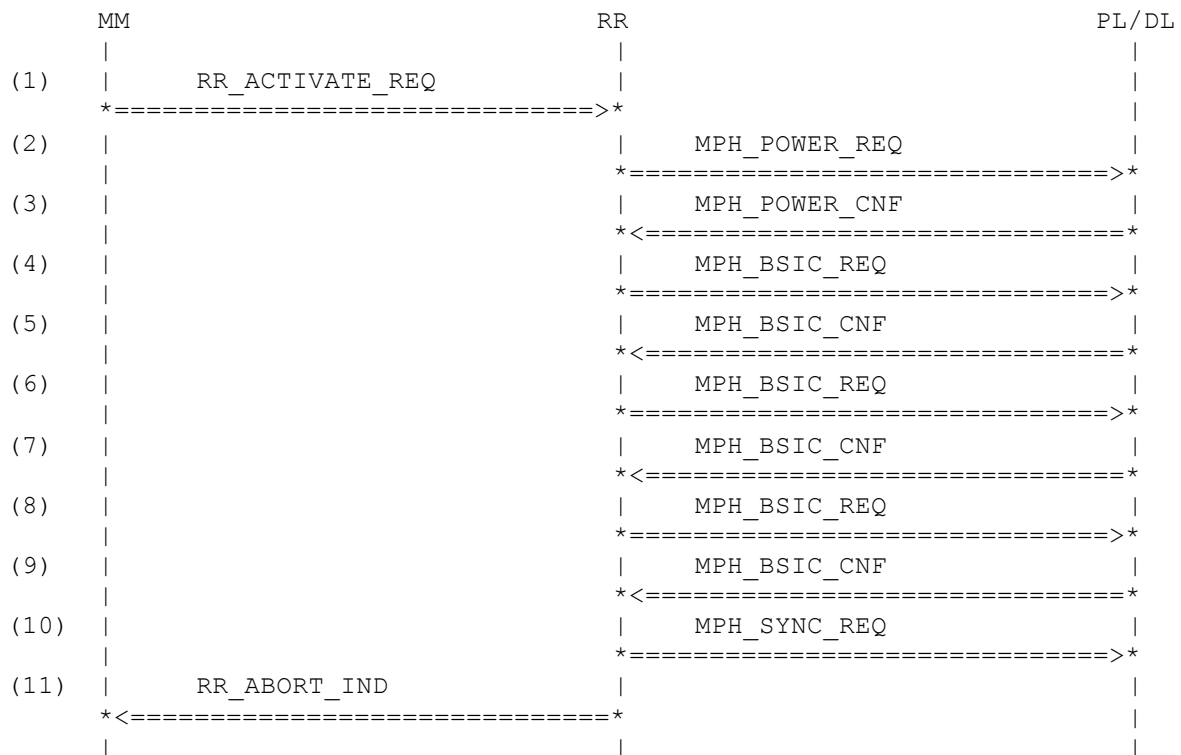 MM RR PL/DL
| | |
(1) | RR_ACTIVATE_REQ | |
*==============================>* |
(2) | | MPH_POWER_REQ |
| *==============================>*
(3) | | MPH_POWER_CNF |
| *<==============================*
(4) | | MPH_BSIC_REQ |
| *==============================>*
(5) | | MPH_BSIC_CNF |
| *<==============================*
(6) | | MPH_BSIC_REQ |
| *==============================>*
(7) | | MPH_BSIC_CNF |
| *<==============================*
(8) | | MPH_BSIC_REQ |
| *==============================>*
(9) | | MPH_BSIC_CNF |
| *<==============================*
(10) | | MPH_SYNC_REQ |
| *==============================>*
(11) | RR_ABORT_IND | |
*<==============================* |
| | |